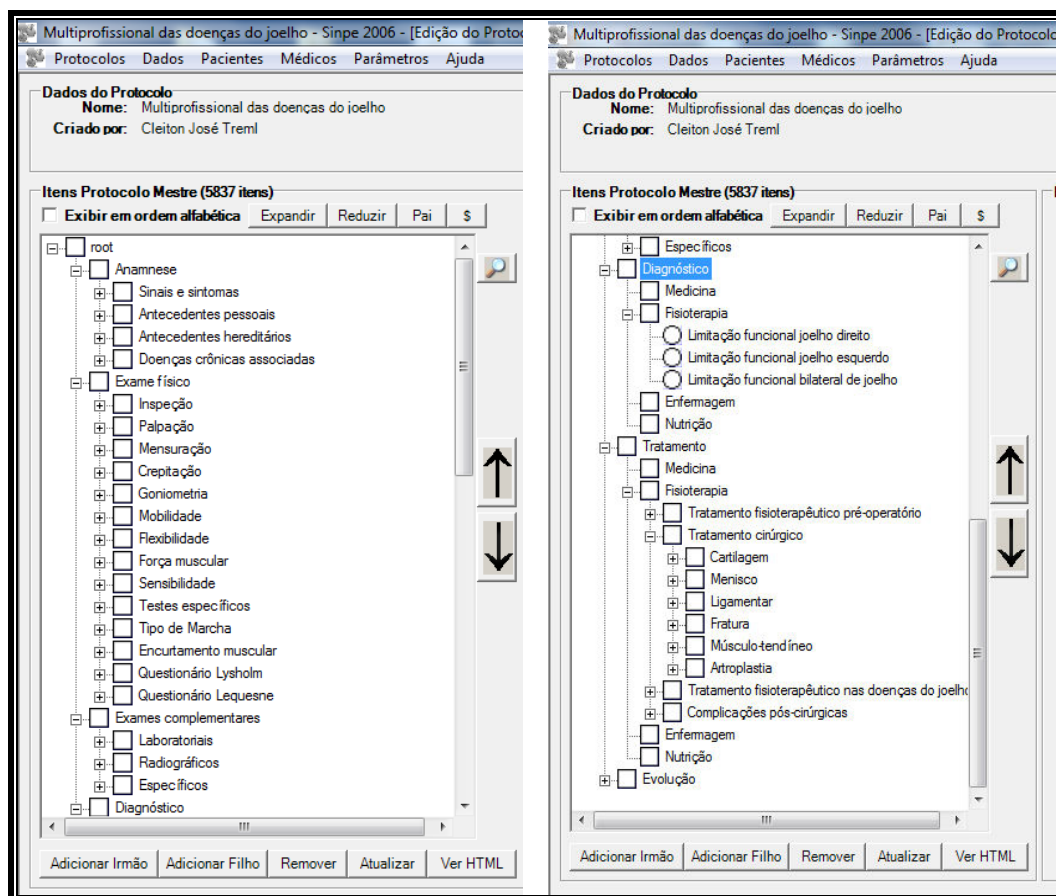 Multiprofissional das doenças do joelho - Sinpe 2006 - [Edição do Proto
Protocolos Dados Pacientes Médicos Parâmetros Ajuda
Dados do Protocolo
Nome: Multiprofissional das doenças do joelho
Criado por: Cleiton José Treml
Itens Protocolo Mestre (5837 itens)
Exibir em ordem alfabética Expandir Reduzir Pai $
root
Anamnese
Sinais e sintomas
Antecedentes pessoais
Antecedentes hereditários
Doenças crônicas associadas
Exame físico
Inspeção
Palpação
Mensuração
Crepitação
Goniometria
Mobilidade
Flexibilidade
Força muscular
Sensibilidade
Testes específicos
Tipo de Marcha
Encurtamento muscular
Questionário Lysholm
Questionário Lequesne
Exames complementares
Laboratoriais
Radiográficos
Específicos
Diagnóstico
Adicionar Irmão Adicionar Filho Remover Atualizar Ver HTML
Multiprofissional das doenças do joelho - Sinpe 2006 - [Edição do Protocolo
Protocolos Dados Pacientes Médicos Parâmetros Ajuda
Dados do Protocolo
Nome: Multiprofissional das doenças do joelho
Criado por: Cleiton José Treml
Itens Protocolo Mestre (5837 itens)
Exibir em ordem alfabética Expandir Reduzir Pai $
Específicos
Diagnóstico
Medicina
Fisioterapia
Limitação funcional joelho direito
Limitação funcional joelho esquerdo
Limitação funcional bilateral de joelho
Enfermagem
Nutrição
Tratamento
Medicina
Fisioterapia
Tratamento fisioterapêutico pré-operatório
Tratamento cirúrgico
Cartilagem
Menisco
Ligamentar
Fratura
Músculo-tendíneo
Artroplastia
Tratamento fisioterapêutico nas doenças do joelho
Complicações pós-cirúrgicas
Enfermagem
Nutrição
Evolução
Adicionar Irmão Adicionar Filho Remover Atualizar Ver HTML